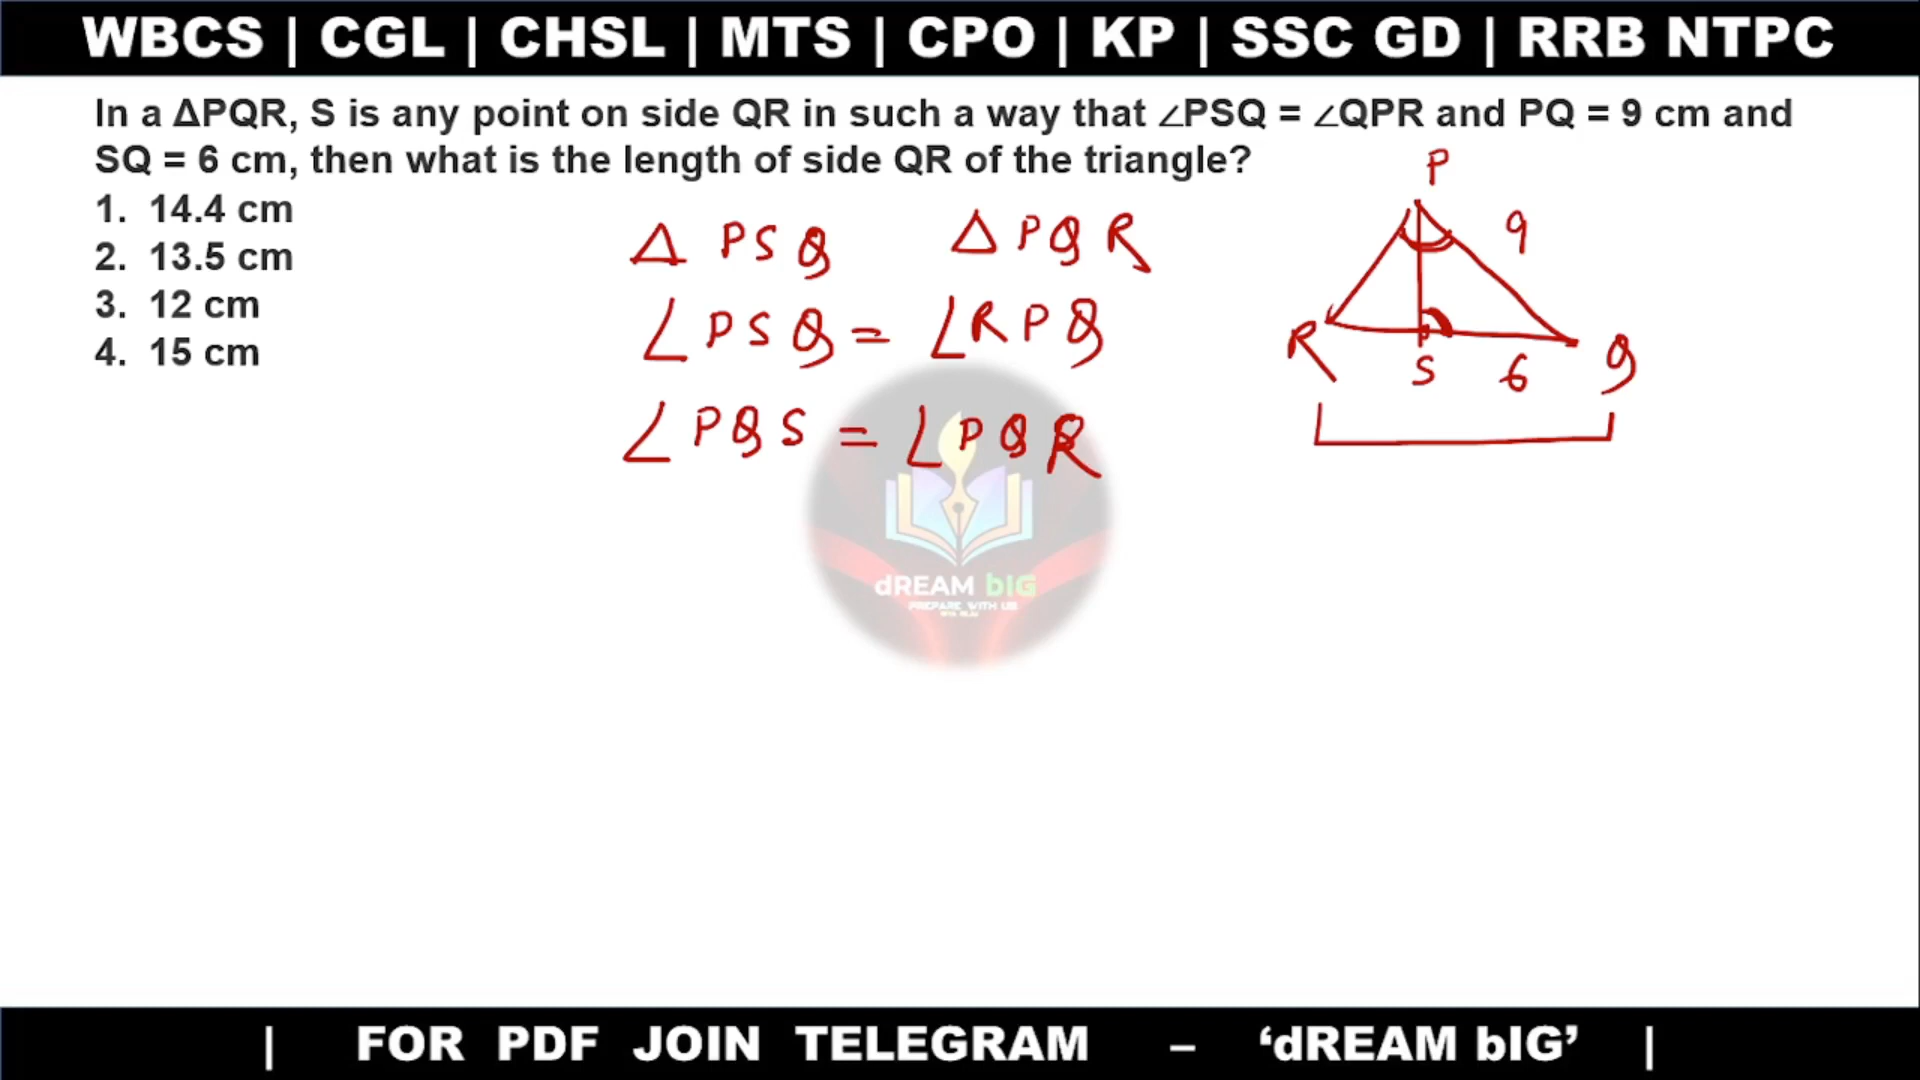 WBCS | CGL | CHSL | MTS | CPO | KP | SSC GD | RRB NTPC
In a ΔPQR, S is any point on side QR in such a way that ∠PSQ = ∠QPR and PQ = 9 cm and
SQ = 6 cm, then what is the length of side QR of the triangle?
1. 14.4 cm
2. 13.5 cm
3. 12 cm
4. 15 cm
Δ PSQ Δ PQR
∠PSQ = ∠RPQ
∠PQS = ∠PQR
P
9
R S 6 Q
dREAM bIG
PREPARE WITH US
| FOR PDF JOIN TELEGRAM – ‘dREAM bIG’ |